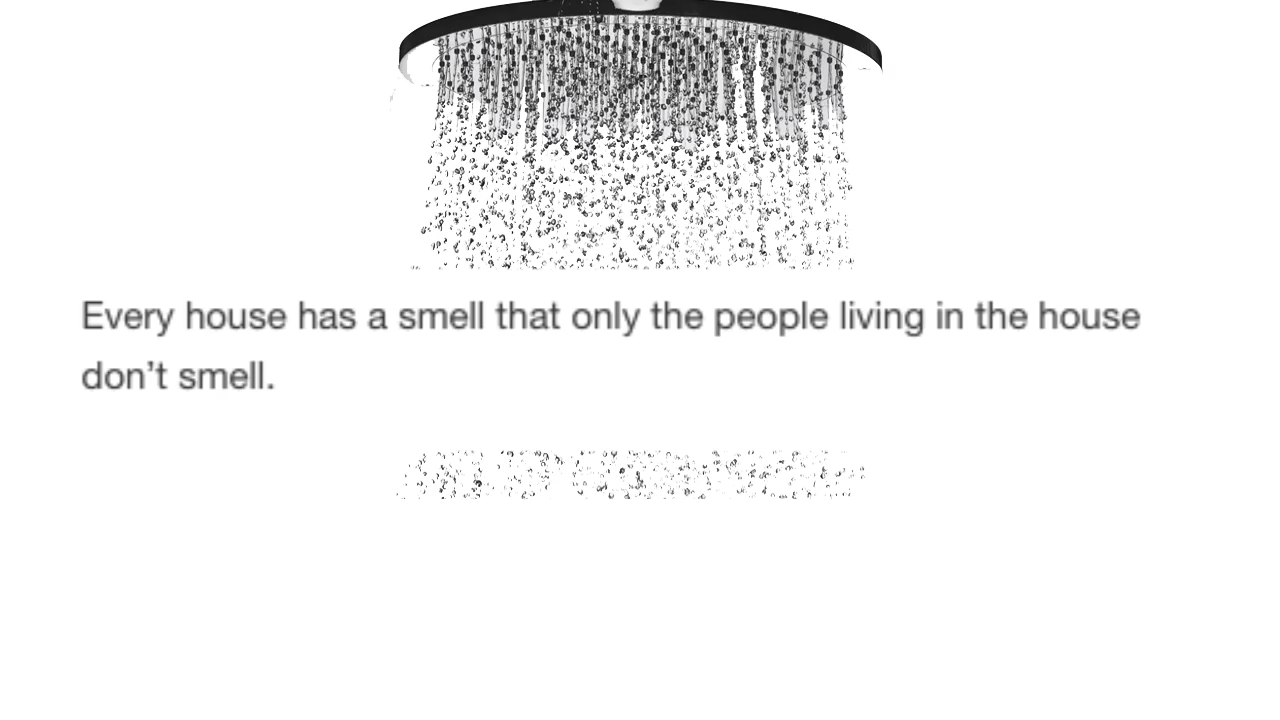 Every house has a smell that only the people living in the house
don’t smell.